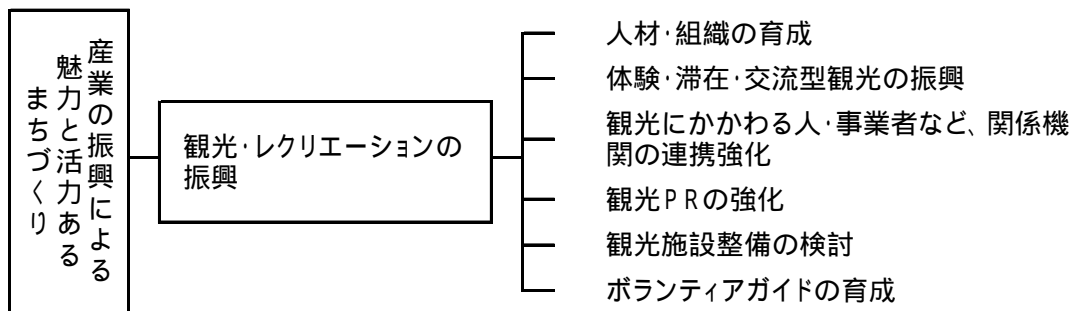 産業の振興による
魅力と活力ある
まちづくり
観光・レクリエーションの
振興
人材・組織の育成
体験・滞在・交流型観光の振興
観光にかかわる人・事業者など、関係機
関の連携強化
観光ＰＲの強化
観光施設整備の検討
ボランティアガイドの育成